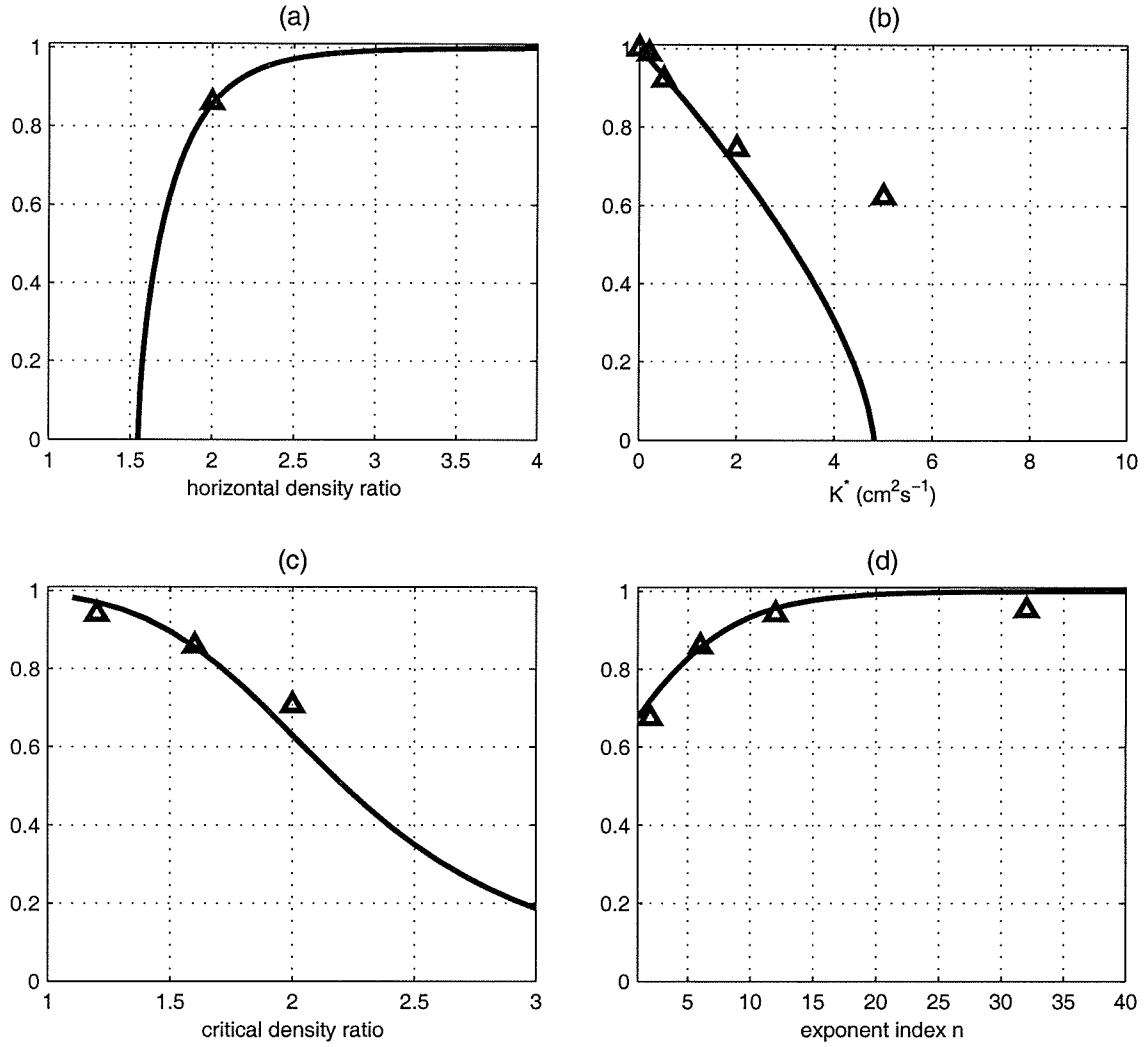 (a)
1
0.8
0.6
0.4
0.2
0
1 1.5 2 2.5 3 3.5 4
horizontal density ratio
(b)
1
0.8
0.6
0.4
0.2
0
0 2 4 6 8 10
K* (cm²s⁻¹)
(c)
1
0.8
0.6
0.4
0.2
0
1 1.5 2 2.5 3
critical density ratio
(d)
1
0.8
0.6
0.4
0.2
0
5 10 15 20 25 30 35 40
exponent index n